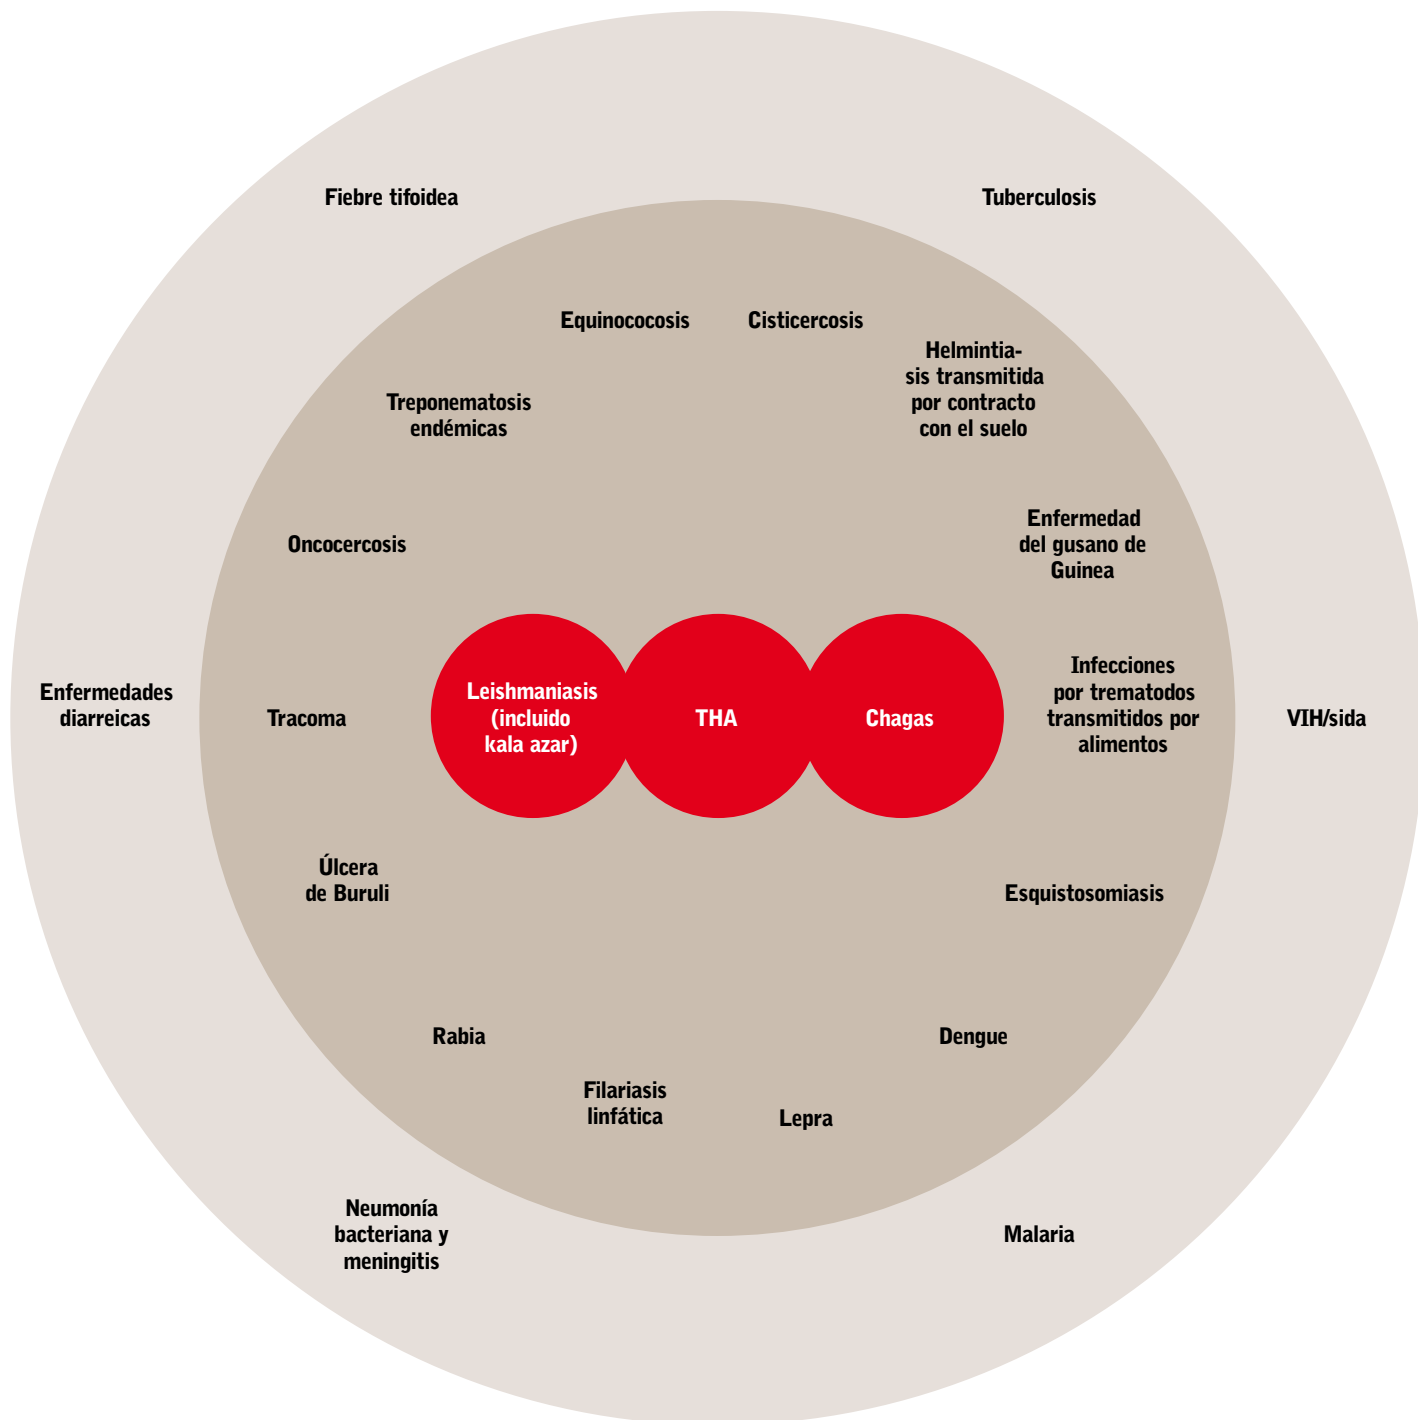 Fiebre tifoidea
Tuberculosis
Equinococosis
Cisticercosis
Helmintia-
sis transmitida
por contracto
con el suelo
Treponematosis
endémicas
Enfermedad
del gusano de
Guinea
Oncocercosis
Infecciones
por trematodos
transmitidos por
alimentos
Enfermedades
diarreicas
Tracoma
Leishmaniasis
(incluido
kala azar)
THA
Chagas
VIH/sida
Úlcera
de Buruli
Esquistosomiasis
Rabia
Dengue
Filariasis
linfática
Lepra
Neumonía
bacteriana y
meningitis
Malaria